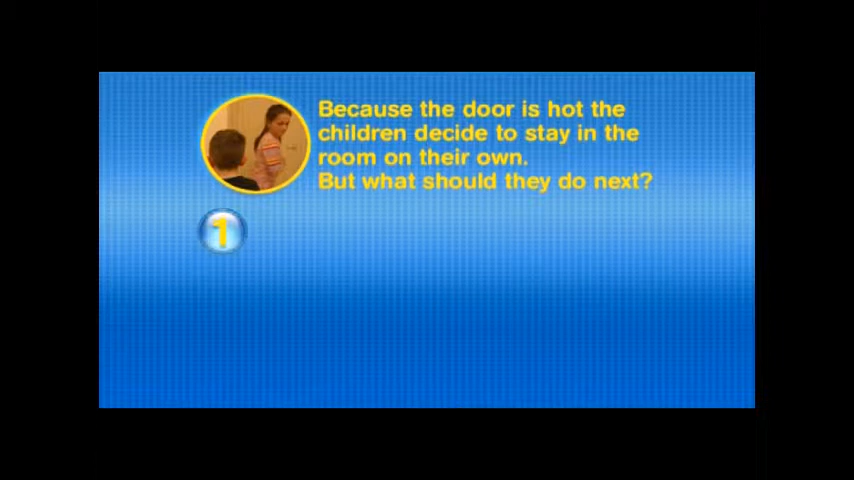 Because the door is hot the
children decide to stay in the
room on their own.
But what should they do next?
1